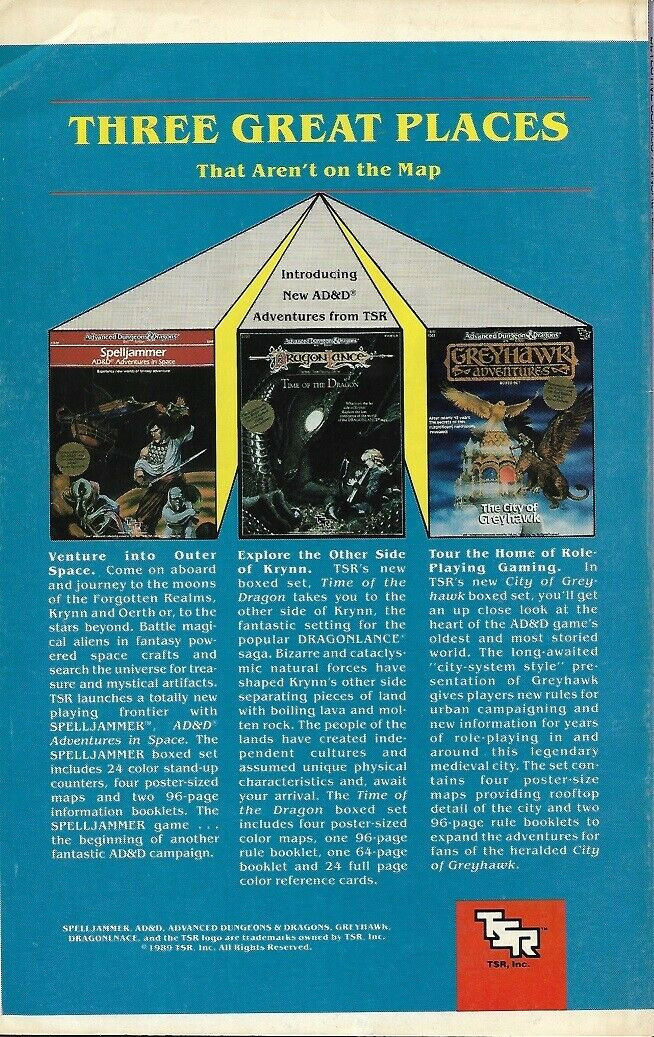 THREE GREAT PLACES
That Aren't on the Map
Introducing
New AD&D®
Adventures from TSR
Advanced Dungeons & Dragons®
Spelljammer
AD&D® Adventures in Space
Experience new worlds of fantasy adventure!
Advanced Dungeons & Dragons®
DRAGONLANCE
TIME OF THE DRAGON
Advanced Dungeons & Dragons®
GREYHAWK
ADVENTURES
The City of
Greyhawk
Venture into Outer
Space. Come on aboard
and journey to the moons
of the Forgotten Realms,
Krynn and Oerth or, to the
stars beyond. Battle magi-
cal aliens in fantasy pow-
ered space crafts and
search the universe for trea-
sure and mystical artifacts.
TSR launches a totally new
playing frontier with
SPELLJAMMER™, AD&D®
Adventures in Space. The
SPELLJAMMER boxed set
includes 24 color stand-up
counters, four poster-sized
maps and two 96-page
information booklets. The
SPELLJAMMER game . . .
the beginning of another
fantastic AD&D campaign.
Explore the Other Side
of Krynn. TSR's new
boxed set, Time of the
Dragon takes you to the
other side of Krynn, the
fantastic setting for the
popular DRAGONLANCE®
saga. Bizarre and cataclys-
mic natural forces have
shaped Krynn's other side
separating pieces of land
with boiling lava and mol-
ten rock. The people of the
lands have created inde-
pendent cultures and
assumed unique physical
characteristics and, await
your arrival. The Time of
the Dragon boxed set
includes four poster-sized
color maps, one 96-page
rule booklet, one 64-page
booklet and 24 full page
color reference cards.
Tour the Home of Role-
Playing Gaming. In
TSR's new City of Grey-
hawk boxed set, you'll get
an up close look at the
heart of the AD&D game's
oldest and most storied
world. The long-awaited
"city-system style" pre-
sentation of Greyhawk
gives players new rules for
urban campaigning and
new information for years
of role-playing in and
around this legendary
medieval city. The set con-
tains four poster-size
maps providing rooftop
detail of the city and two
96-page rule booklets to
expand the adventures for
fans of the heralded City
of Greyhawk.
SPELLJAMMER, AD&D, ADVANCED DUNGEONS & DRAGONS, GREYHAWK,
DRAGONLNACE, and the TSR logo are trademarks owned by TSR, Inc.
© 1989 TSR, Inc. All Rights Reserved.
TSR™
TSR, Inc.